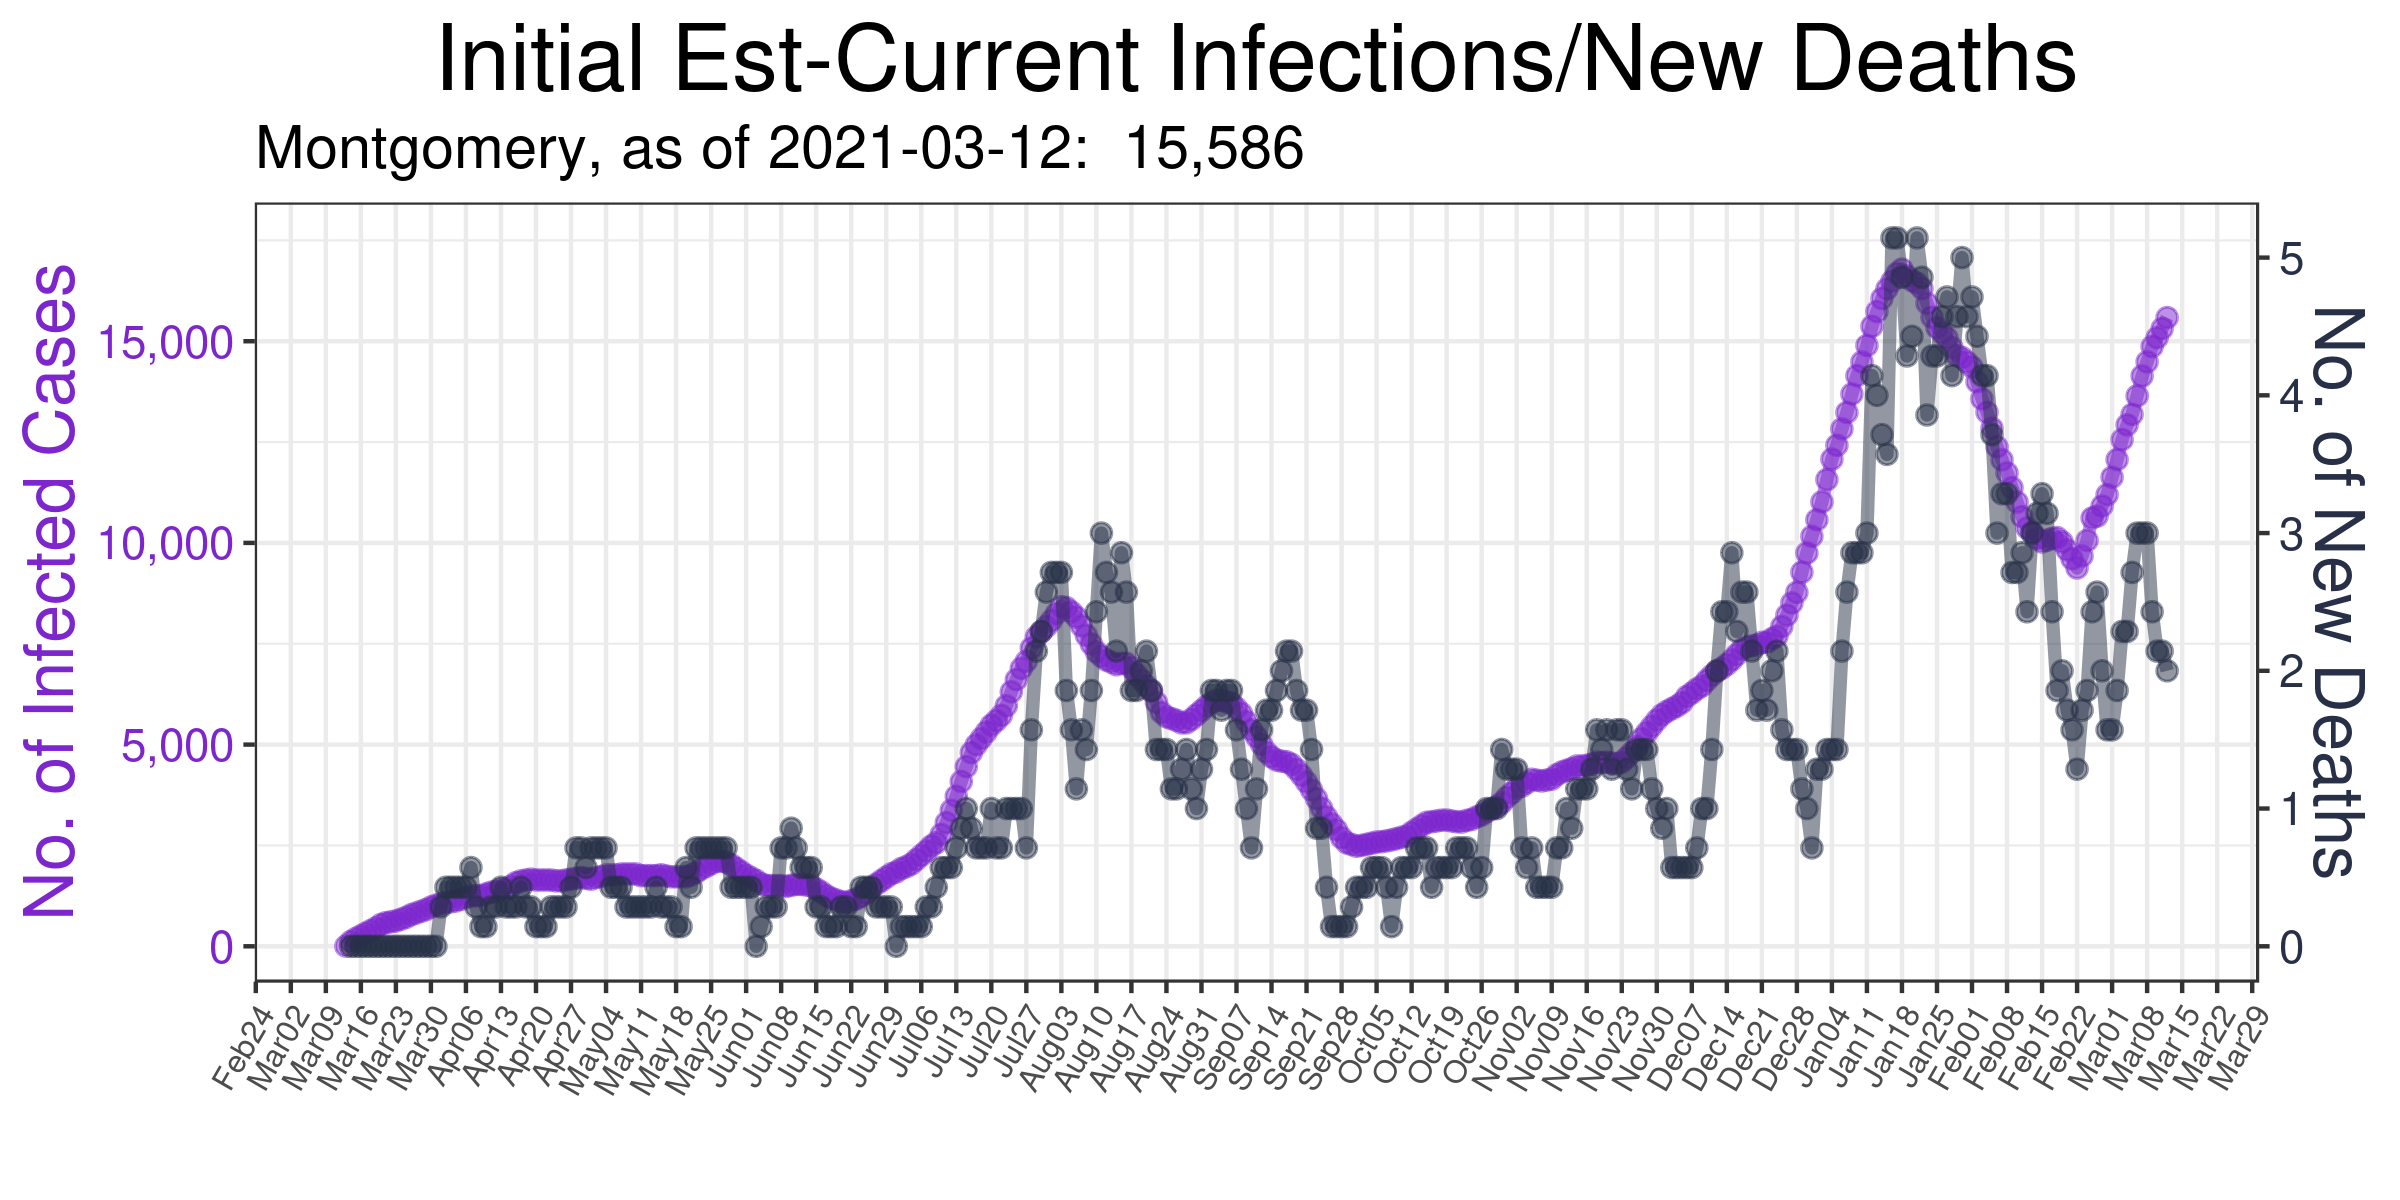 Initial Est-Current Infections/New Deaths
Montgomery, as of 2021-03-12:  15,586
No. of Infected Cases
15,000
10,000
5,000
0
5
4
3
2
1
0
No. of New Deaths
Feb24
Mar02
Mar09
Mar16
Mar23
Mar30
Apr06
Apr13
Apr20
Apr27
May04
May11
May18
May25
Jun01
Jun08
Jun15
Jun22
Jun29
Jul06
Jul13
Jul20
Jul27
Aug03
Aug10
Aug17
Aug24
Aug31
Sep07
Sep14
Sep21
Sep28
Oct05
Oct12
Oct19
Oct26
Nov02
Nov09
Nov16
Nov23
Nov30
Dec07
Dec14
Dec21
Dec28
Dec04
Jan11
Jan18
Jan25
Feb01
Feb08
Feb15
Feb22
Mar01
Mar08
Mar15
Mar22
Mar29